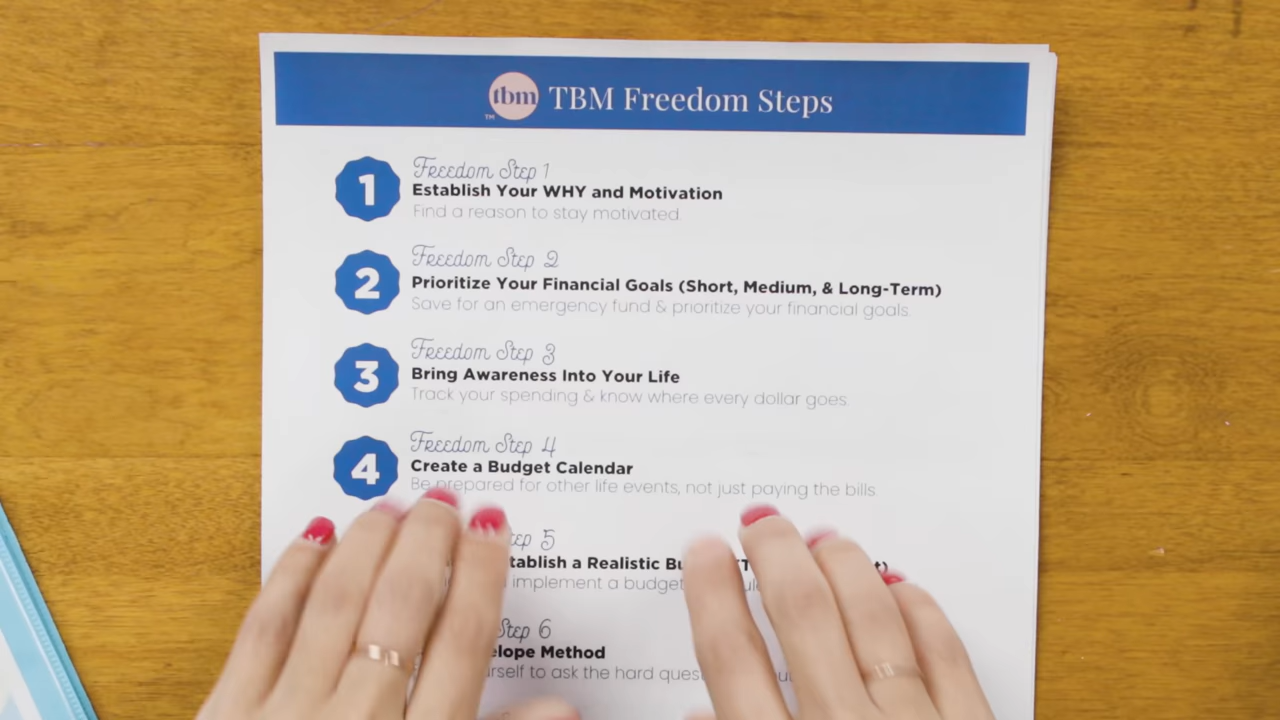 tbm
TM
TBM Freedom Steps
1
Freedom Step 1
Establish Your WHY and Motivation
Find a reason to stay motivated.
2
Freedom Step 2
Prioritize Your Financial Goals (Short, Medium, & Long-Term)
Save for an emergency fund & prioritize your financial goals.
3
Freedom Step 3
Bring Awareness Into Your Life
Track your spending & know where every dollar goes.
4
Freedom Step 4
Create a Budget Calendar
Be prepared for other life events, not just paying the bills.
5
a Realistic
implement a budget
Step 6
Method
to ask the hard